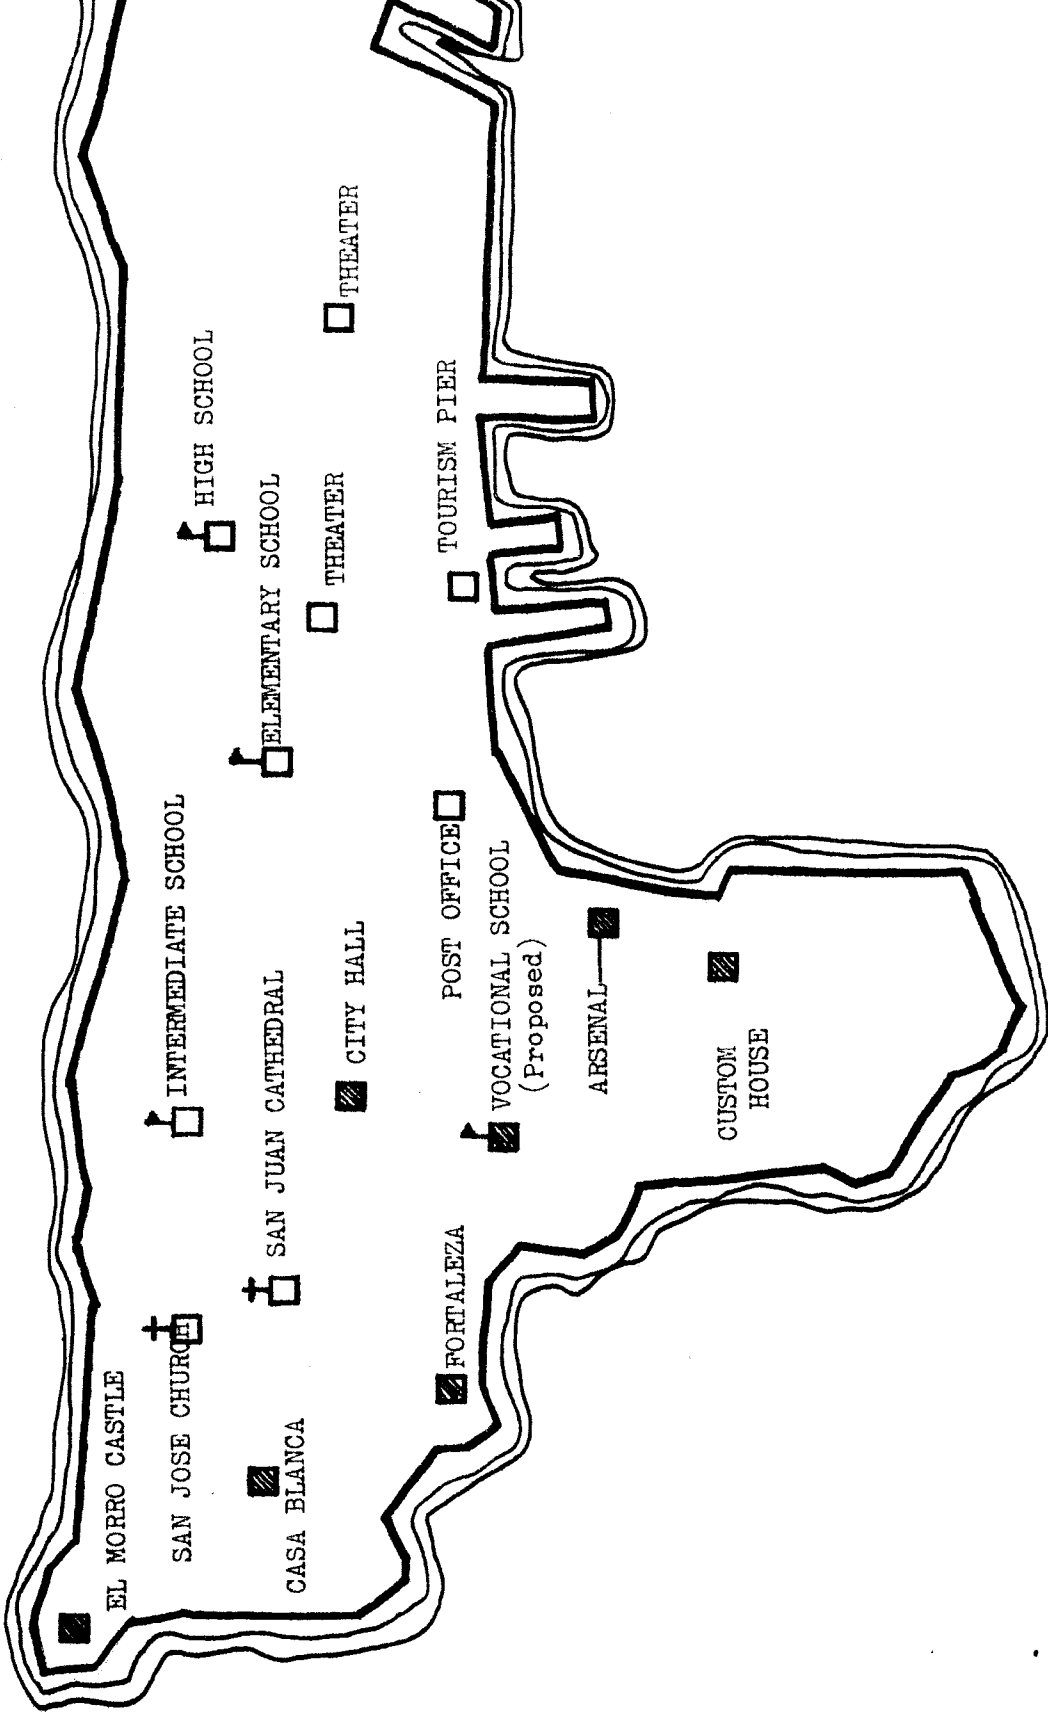 EL MORRO CASTLE
SAN JOSE CHURCH
CASA BLANCA
SAN JUAN CATHEDRAL
INTERMEDIATE SCHOOL
FORTALEZA
CITY HALL
VOCATIONAL SCHOOL
(Proposed)
POST OFFICE
ARSENAL
CUSTOM
HOUSE
ELEMENTARY SCHOOL
HIGH SCHOOL
THEATER
TOURISM PIER
THEATER